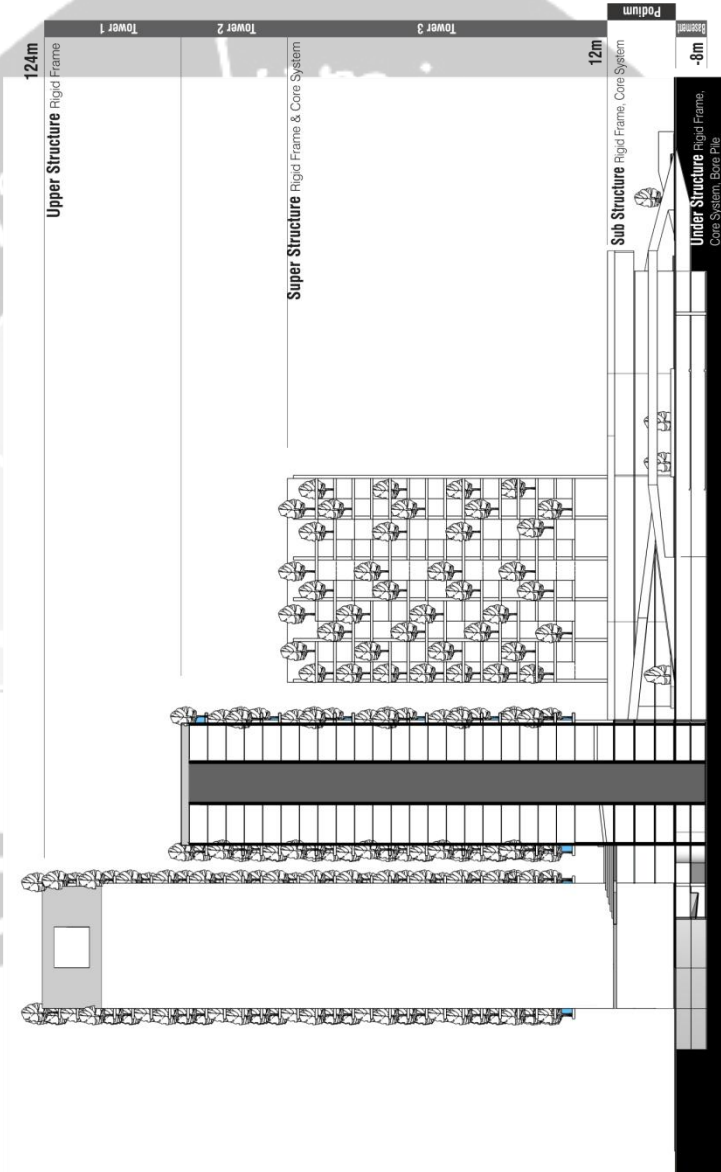 124m
Upper Structure Rigid Frame
Super Structure Rigid Frame & Core System
12m
Sub Structure Rigid Frame, Core System
-8m
Under Structure Rigid Frame,
Core System, Bore Pile
Tower 1
Tower 2
Tower 3
Podium
Basement